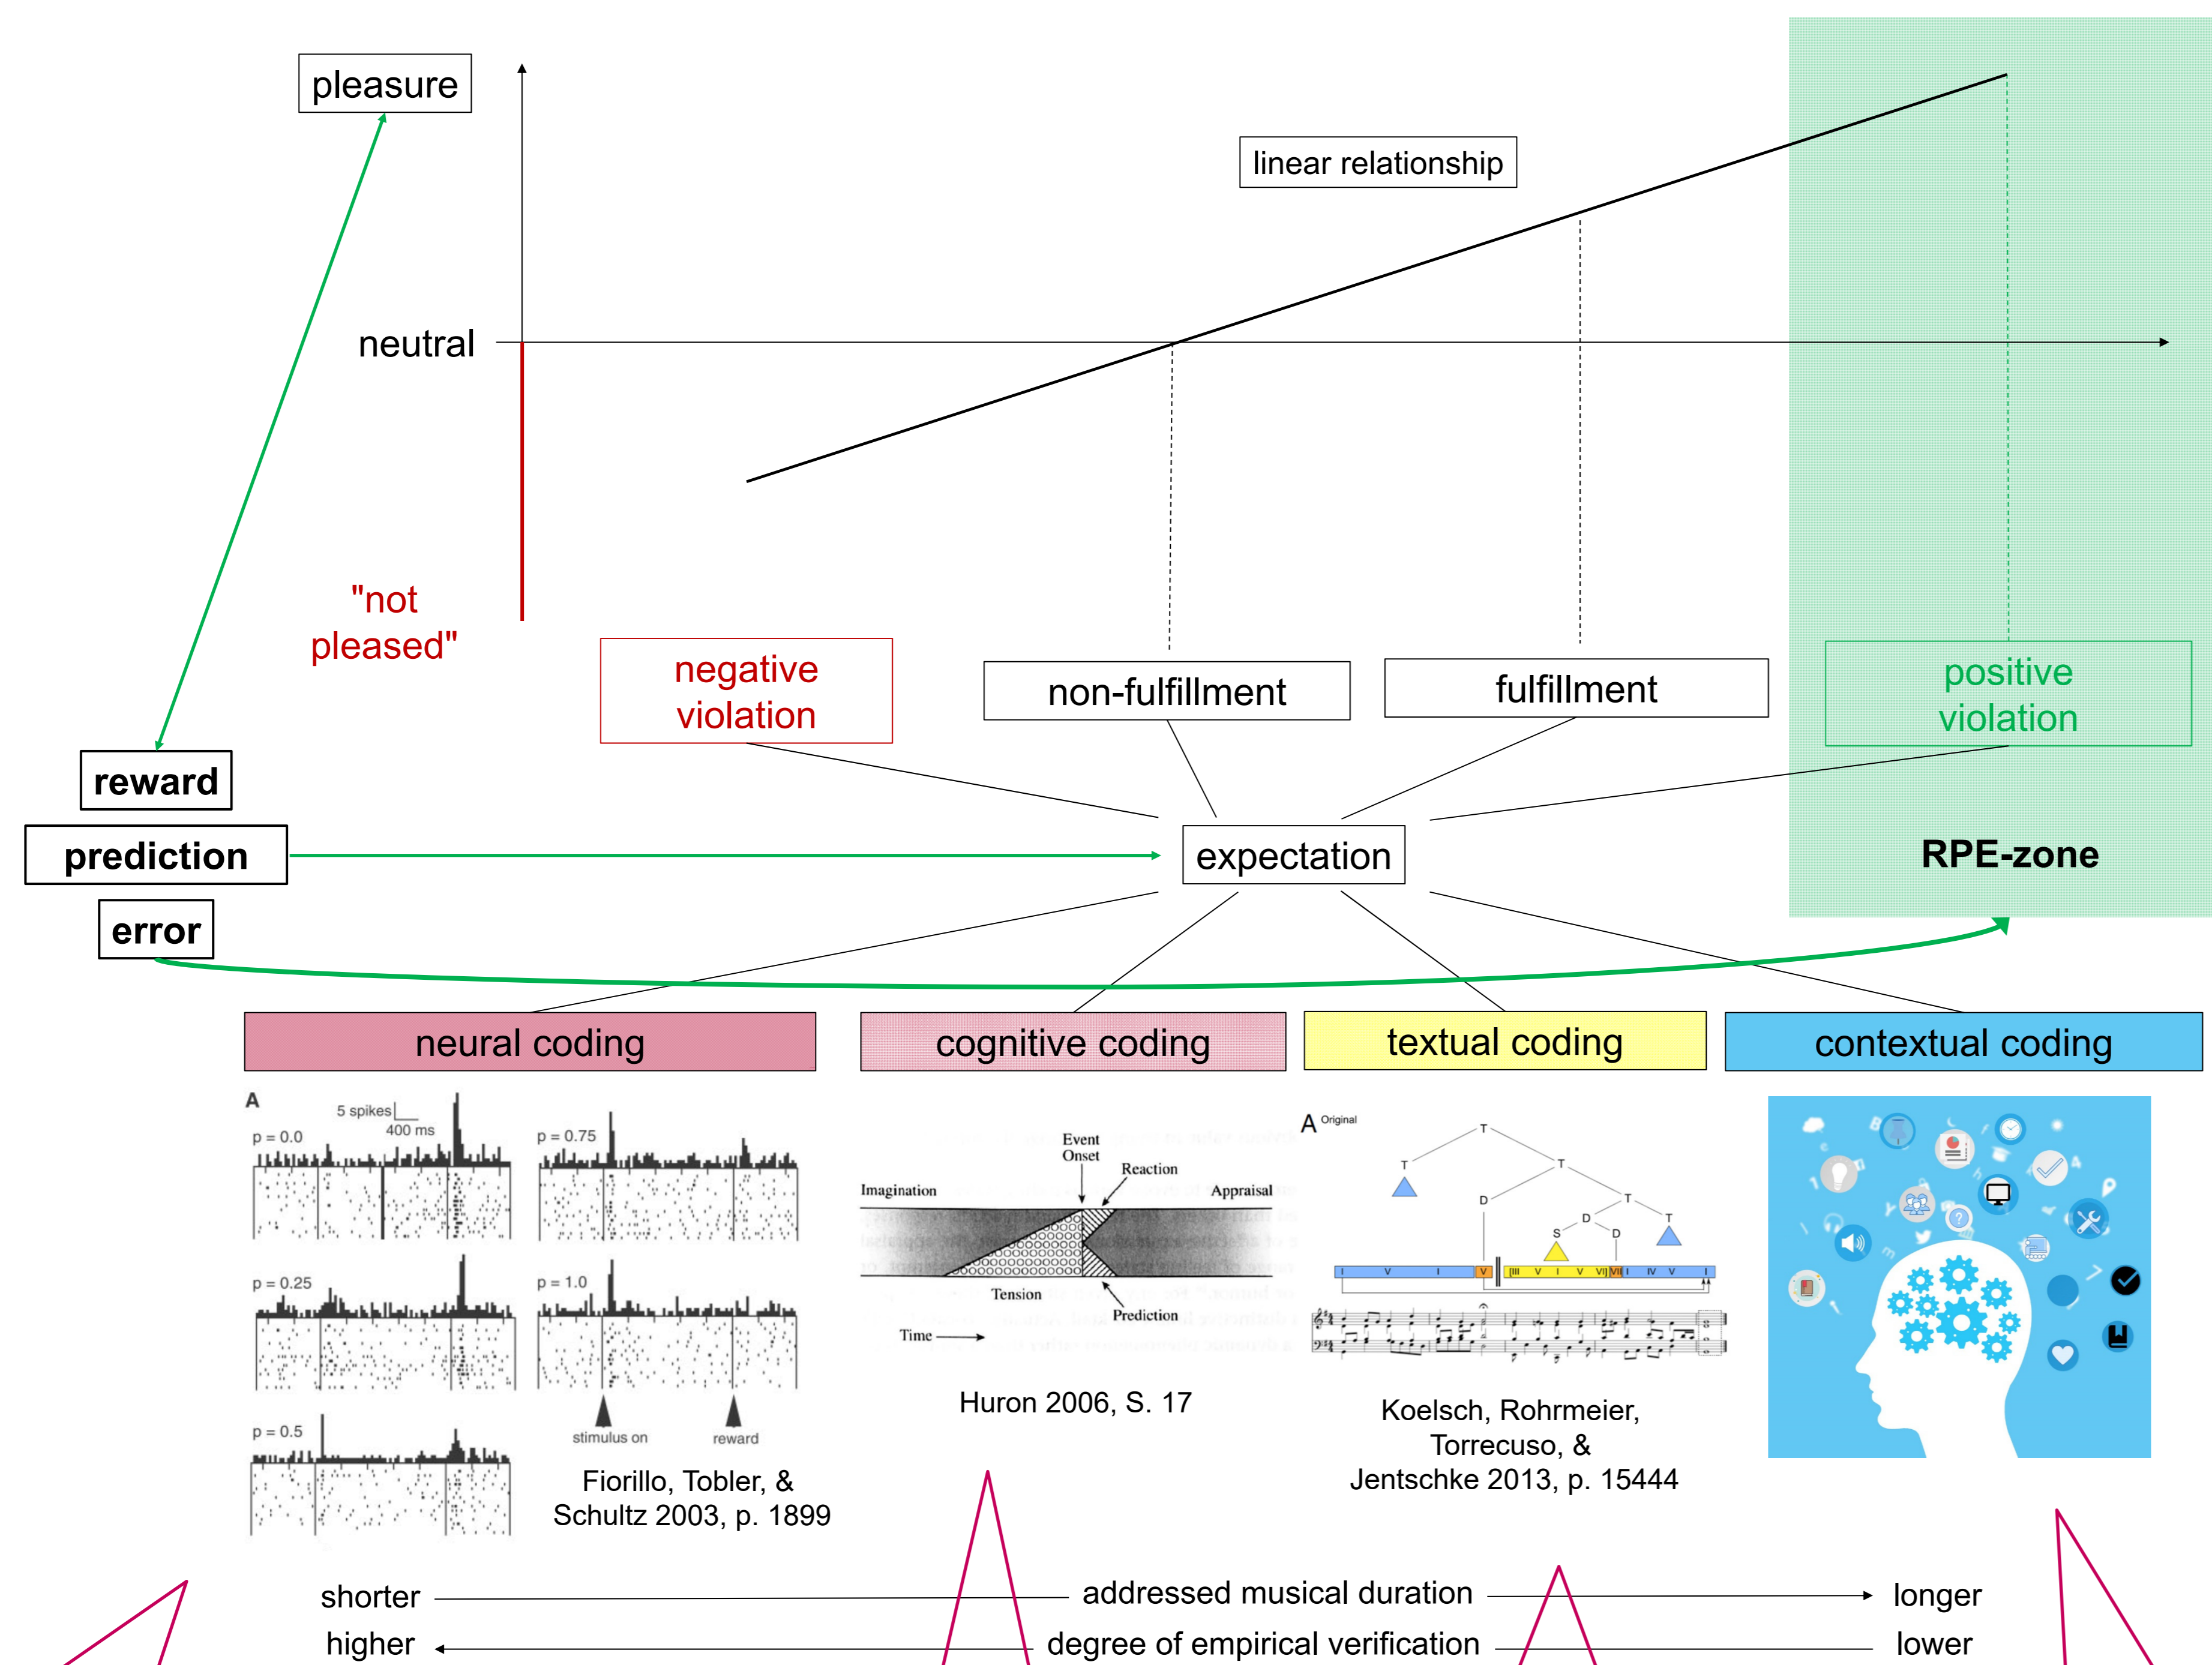 pleasure
linear relationship
neutral
"not
pleased"
negative
violation
non-fulfillment
fulfillment
positive
violation
reward
prediction
error
expectation
RPE-zone
neural coding
cognitive coding
textual coding
contextual coding
A
5 spikes
400 ms
p = 0.0
p = 0.75
p = 0.25
p = 1.0
p = 0.5
stimulus on
reward
Fiorillo, Tobler, &
Schultz 2003, p. 1899
Event
Onset
Reaction
Imagination
Appraisal
Tension
Prediction
Time
Huron 2006, S. 17
A Original
T
T
T
D
T
D
T
S
D
I V I V [III V I V VI] VII I IV V I
Koelsch, Rohrmeier,
Torrecuso, &
Jentschke 2013, p. 15444
shorter addressed musical duration longer
higher degree of empirical verification lower